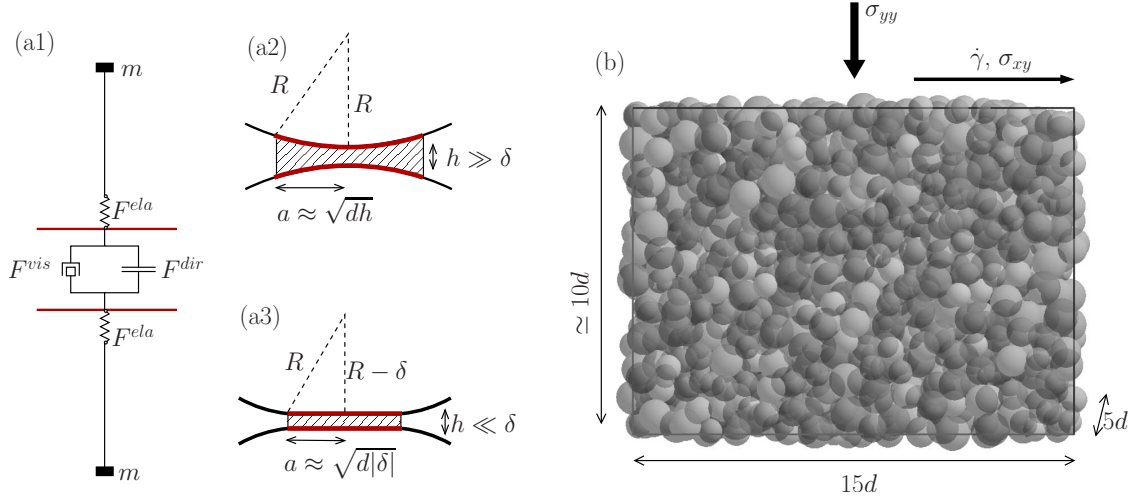 (a1)
m
F^{ela}
F^{vis}
F^{dir}
F^{ela}
m
(a2)
R
R
h ≫ δ
a ≈ √dh
(a3)
R
R − δ
h ≪ δ
a ≈ √d|δ|
(b)
σ_{yy}
γ̇, σ_{xy}
≃ 10d
5d
15d